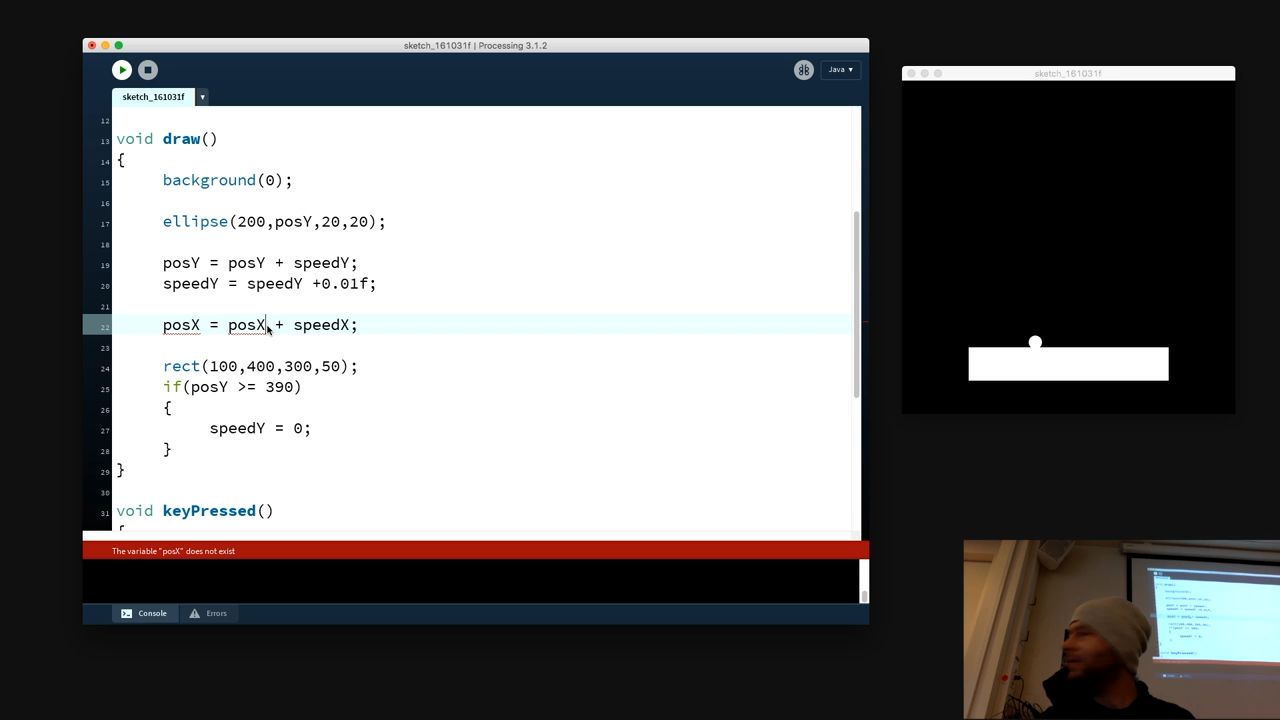 sketch_161031f | Processing 3.1.2
Java ▾
sketch_161031f
12
13 void draw()
14 {
15 background(0);
16
17 ellipse(200,posY,20,20);
18
19 posY = posY + speedY;
20 speedY = speedY +0.01f;
21
22 posX = posX + speedX;
23
24 rect(100,400,300,50);
25 if(posY >= 390)
26 {
27 speedY = 0;
28 }
29 }
30
31 void keyPressed()
{
The variable "posX" does not exist
Console
Errors
sketch_161031f